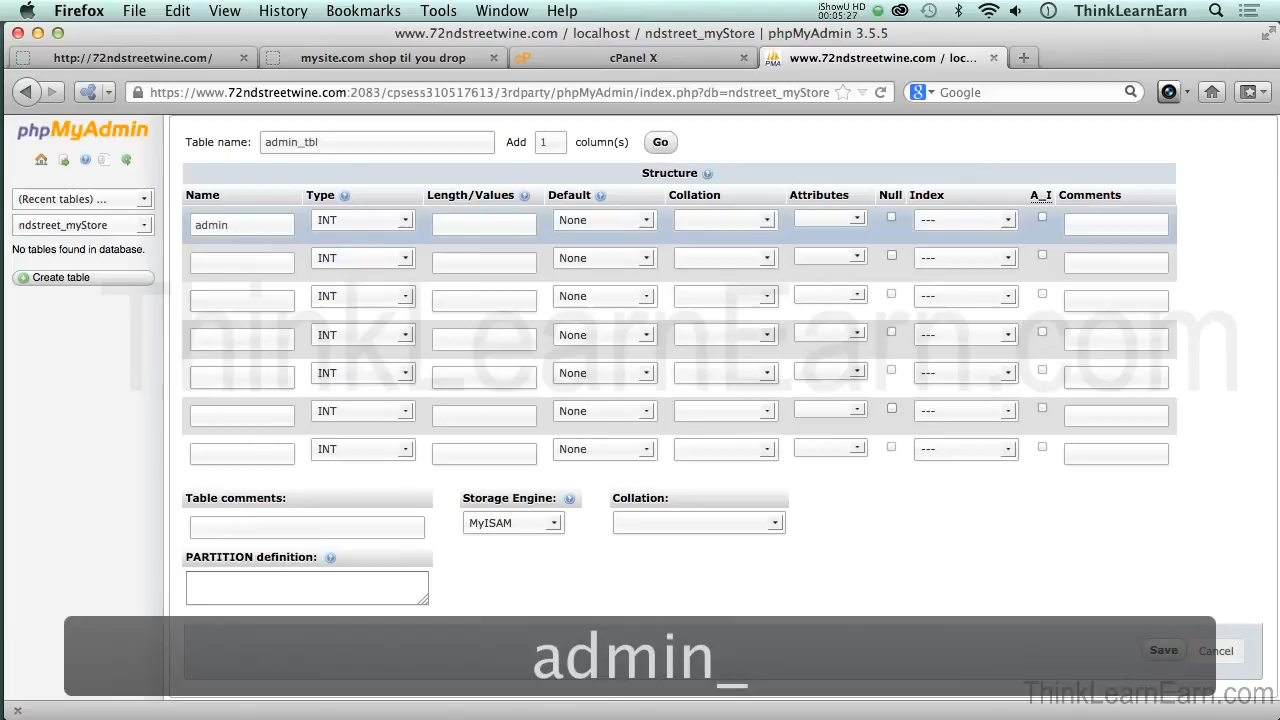 Firefox File Edit View History Bookmarks Tools Window Help iShowU HD 00:05:27 ThinkLearnEarn
www.72ndstreetwine.com / localhost / ndstreet_myStore | phpMyAdmin 3.5.5
http://72ndstreetwine.com/ mysite.com shop til you drop cPanel X www.72ndstreetwine.com / loc...
https://www.72ndstreetwine.com:2083/cpsess310517613/3rdparty/phpMyAdmin/index.php?db=ndstreet_myStore Google
phpMyAdmin
(Recent tables) ...
ndstreet_myStore
No tables found in database.
Create table
Table name: admin_tbl Add 1 column(s) Go
Structure
Name Type Length/Values Default Collation Attributes Null Index A_I Comments
admin INT None ---
INT None ---
INT None ---
INT None ---
INT None ---
INT None ---
INT None ---
Table comments: Storage Engine: Collation:
MyISAM
PARTITION definition:
Save Cancel
admin_
ThinkLearnEarn.com
ThinkLearnEarn.com